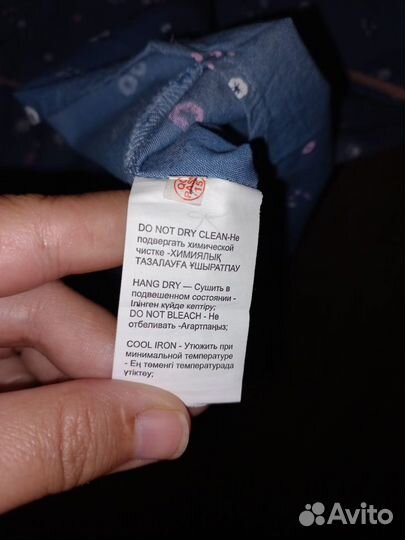 DO NOT DRY CLEAN-Не
подвергать химической
чистке -ХИМИЯЛЫҚ
ТАЗАЛАУҒА ҰШЫРАТПАУ
HANG DRY — Сушить в
подвешенном состоянии -
Ілінген күйде кептіру;
DO NOT BLEACH - Не
отбеливать -Ағартпаңыз;
COOL IRON - Утюжить при
минимальной температуре
- Ең төменгі температурада
үтіктеу;
Avito